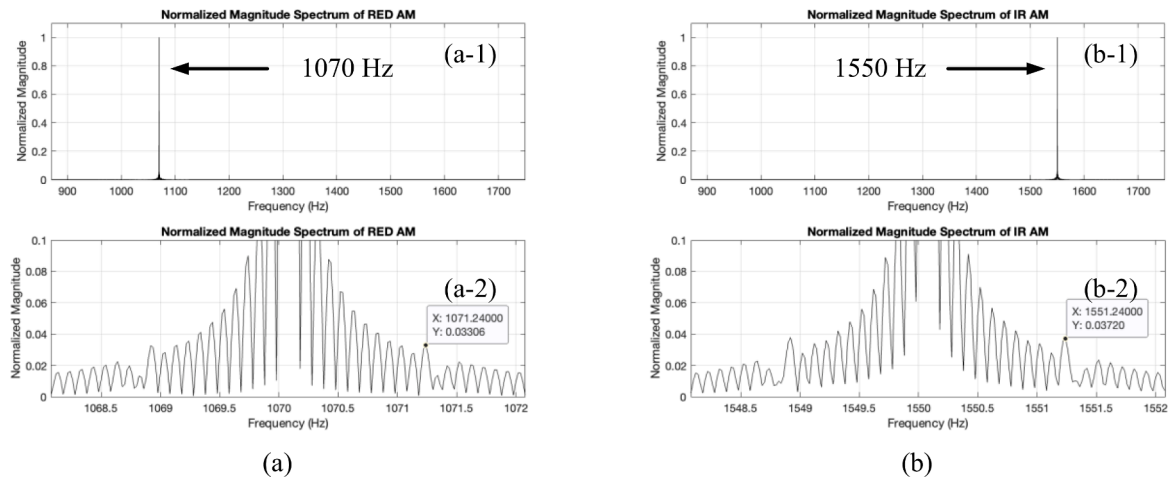 Normalized Magnitude Spectrum of RED AM
Normalized Magnitude
1
0.8
0.6
0.4
0.2
0
(a-1)
1070 Hz
900 1000 1100 1200 1300 1400 1500 1600 1700
Frequency (Hz)
Normalized Magnitude Spectrum of IR AM
Normalized Magnitude
1
0.8
0.6
0.4
0.2
0
(b-1)
1550 Hz
900 1000 1100 1200 1300 1400 1500 1600 1700
Frequency (Hz)
Normalized Magnitude Spectrum of RED AM
Normalized Magnitude
0.1
0.08
0.06
0.04
0.02
0
(a-2)
X: 1071.24000
Y: 0.03306
1068.5 1069 1069.5 1070 1070.5 1071 1071.5 1072
Frequency (Hz)
Normalized Magnitude Spectrum of IR AM
Normalized Magnitude
0.1
0.08
0.06
0.04
0.02
0
(b-2)
X: 1551.24000
Y: 0.03720
1548.5 1549 1549.5 1550 1550.5 1551 1551.5 1552
Frequency (Hz)
(a)
(b)